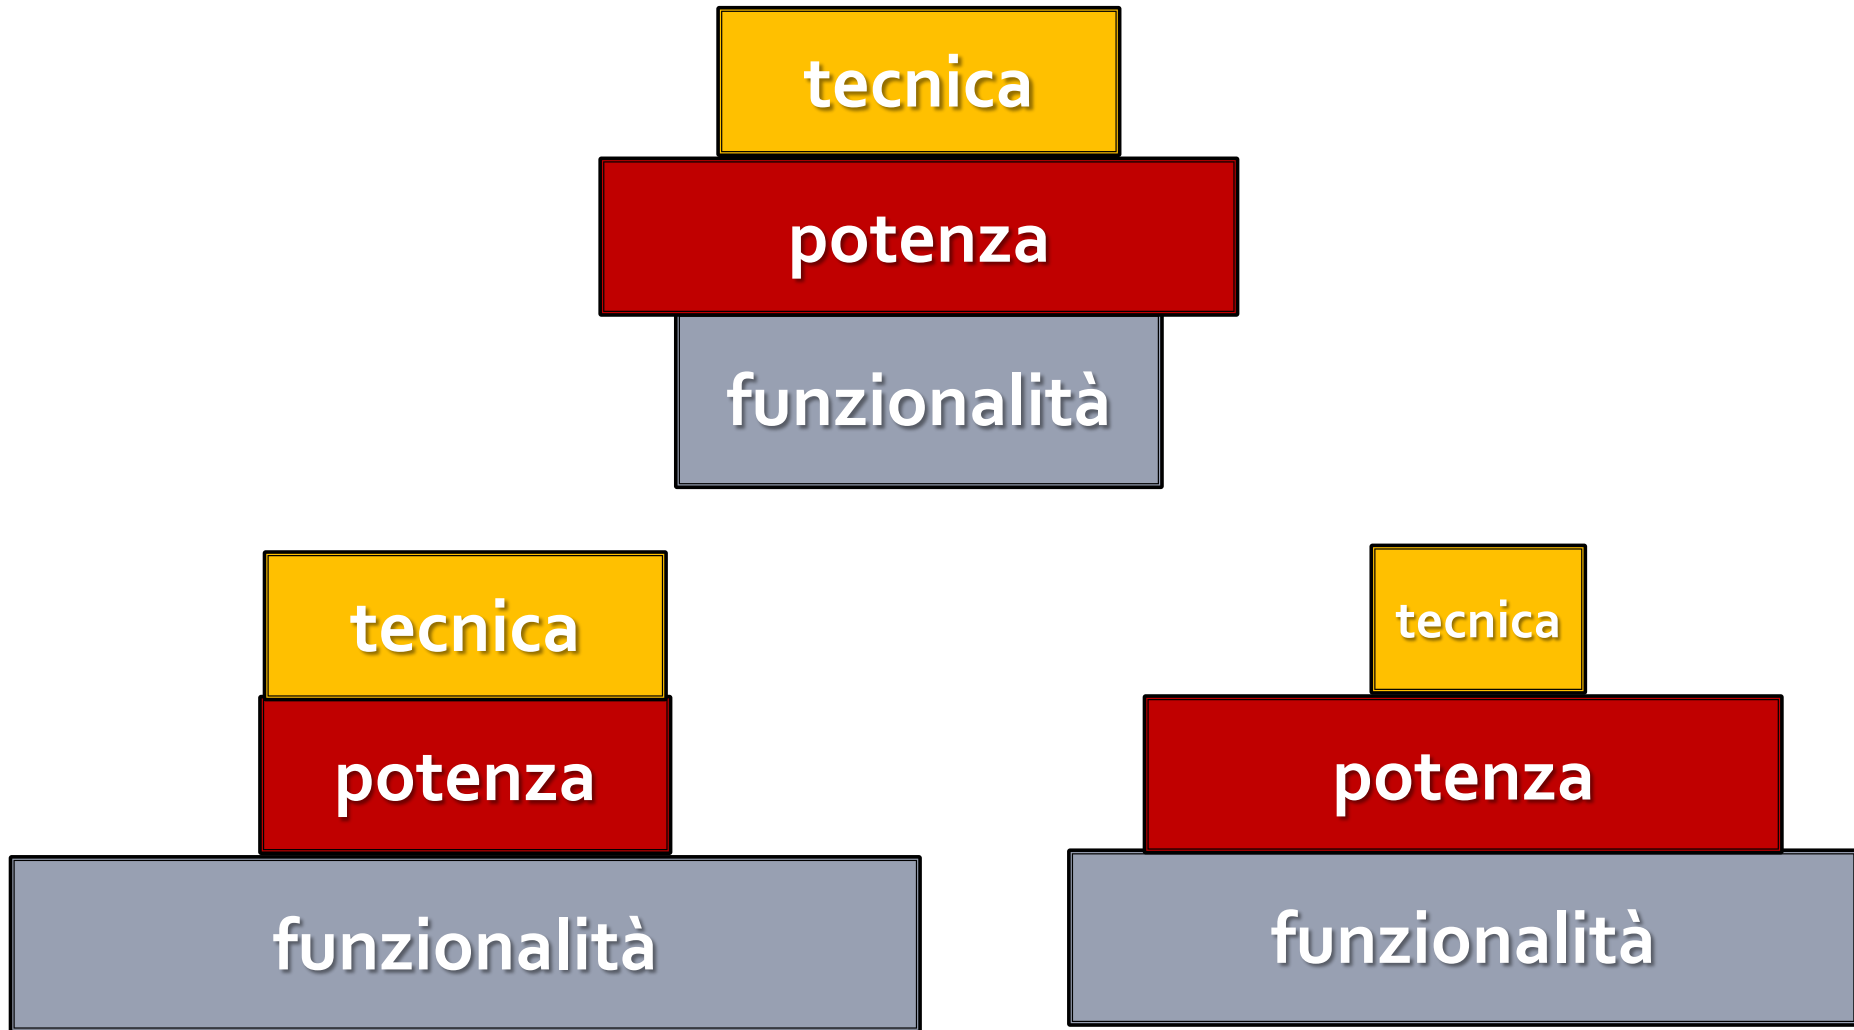 tecnica
potenza
funzionalità
tecnica
potenza
funzionalità
tecnica
potenza
funzionalità